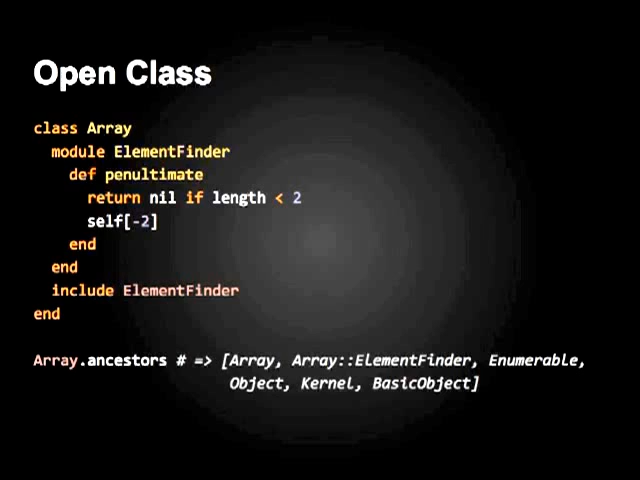 Open Class
class Array
  module ElementFinder
    def penultimate
      return nil if length < 2
      self[-2]
    end
  end
  include ElementFinder
end
Array.ancestors # => [Array, Array::ElementFinder, Enumerable,
                      Object, Kernel, BasicObject]